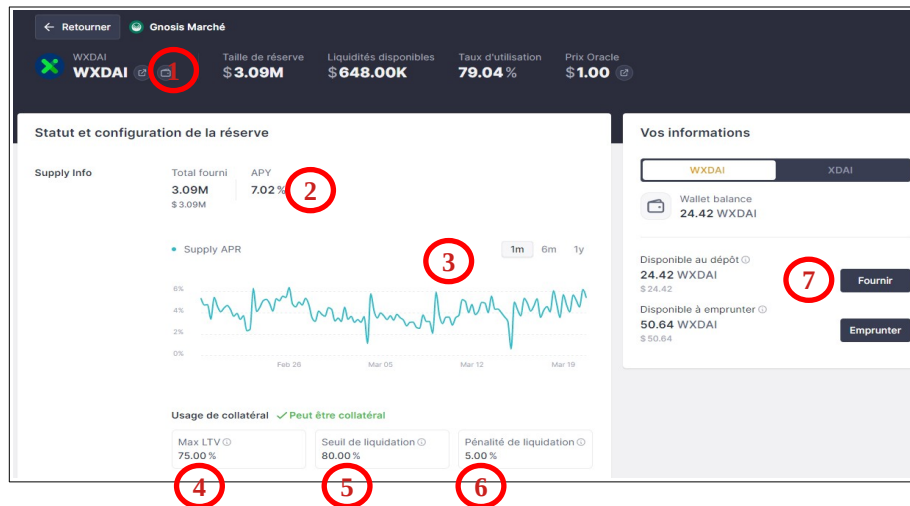 ← Retourner Gnosis Marché
WXDAI Taille de réserve Liquidités disponibles Taux d'utilisation Prix Oracle
WXDAI 1 $3.09M $648.00K 79.04% $1.00
Statut et configuration de la réserve
Supply Info Total fourni APY
3.09M 7.02% 2
$3.09M
Supply APR 3 1m 6m 1y
6%
4%
2%
0%
Feb 26 Mar 05 Mar 12 Mar 19
Usage de collatéral ✓ Peut être collatéral
Max LTV Seuil de liquidation Pénalité de liquidation
75.00% 80.00% 5.00%
4 5 6
Vos informations
WXDAI XDAI
Wallet balance
24.42 WXDAI
Disponible au dépôt
24.42 WXDAI 7 Fournir
$24.42
Disponible à emprunter
50.64 WXDAI Emprunter
$50.64